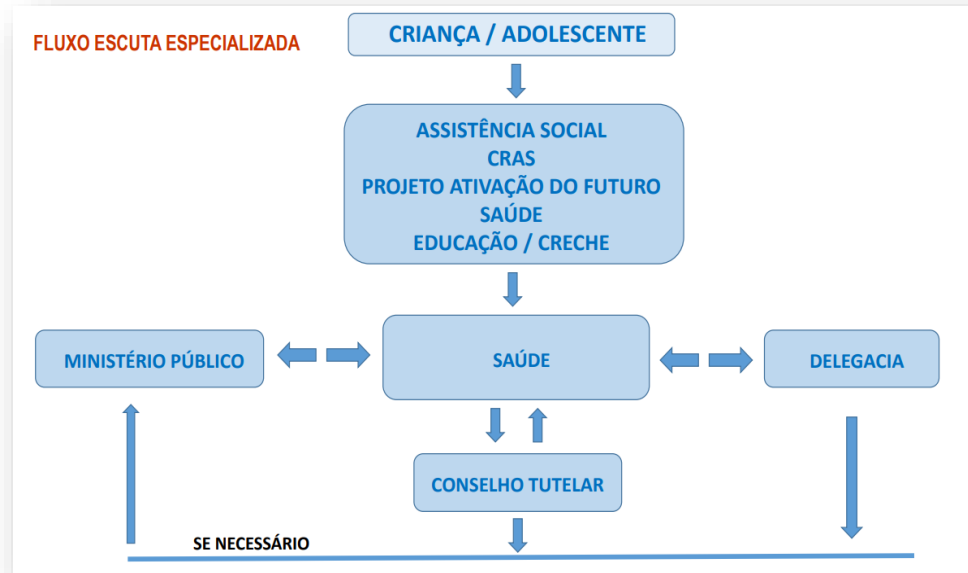 FLUXO ESCUTA ESPECIALIZADA
CRIANÇA / ADOLESCENTE
ASSISTÊNCIA SOCIAL
CRAS
PROJETO ATIVAÇÃO DO FUTURO
SAÚDE
EDUCAÇÃO / CRECHE
MINISTÉRIO PÚBLICO
SAÚDE
DELEGACIA
CONSELHO TUTELAR
SE NECESSÁRIO